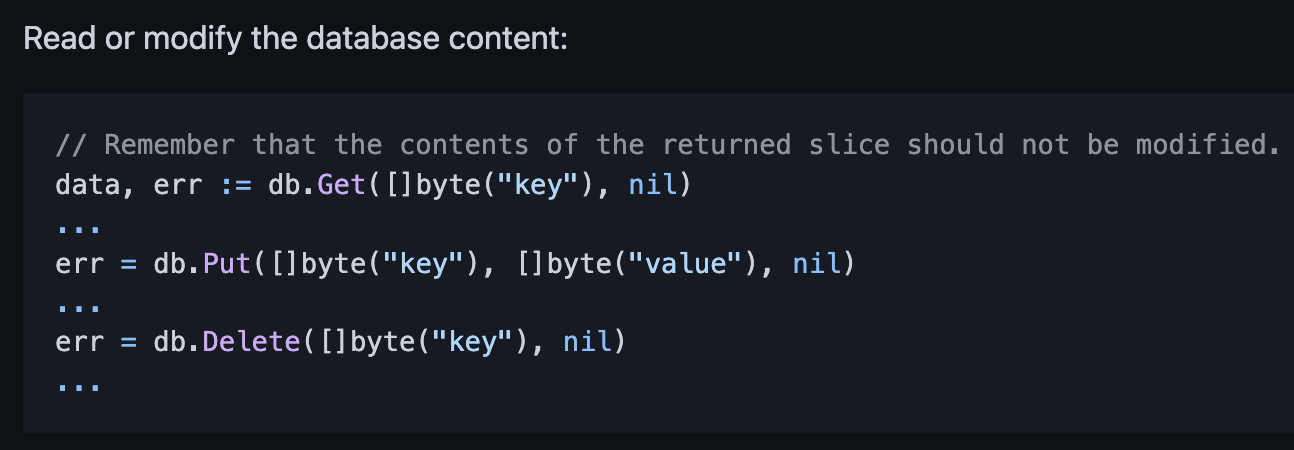 Read or modify the database content:
// Remember that the contents of the returned slice should not be modified.
data, err := db.Get([]byte("key"), nil)
...
err = db.Put([]byte("key"), []byte("value"), nil)
...
err = db.Delete([]byte("key"), nil)
...